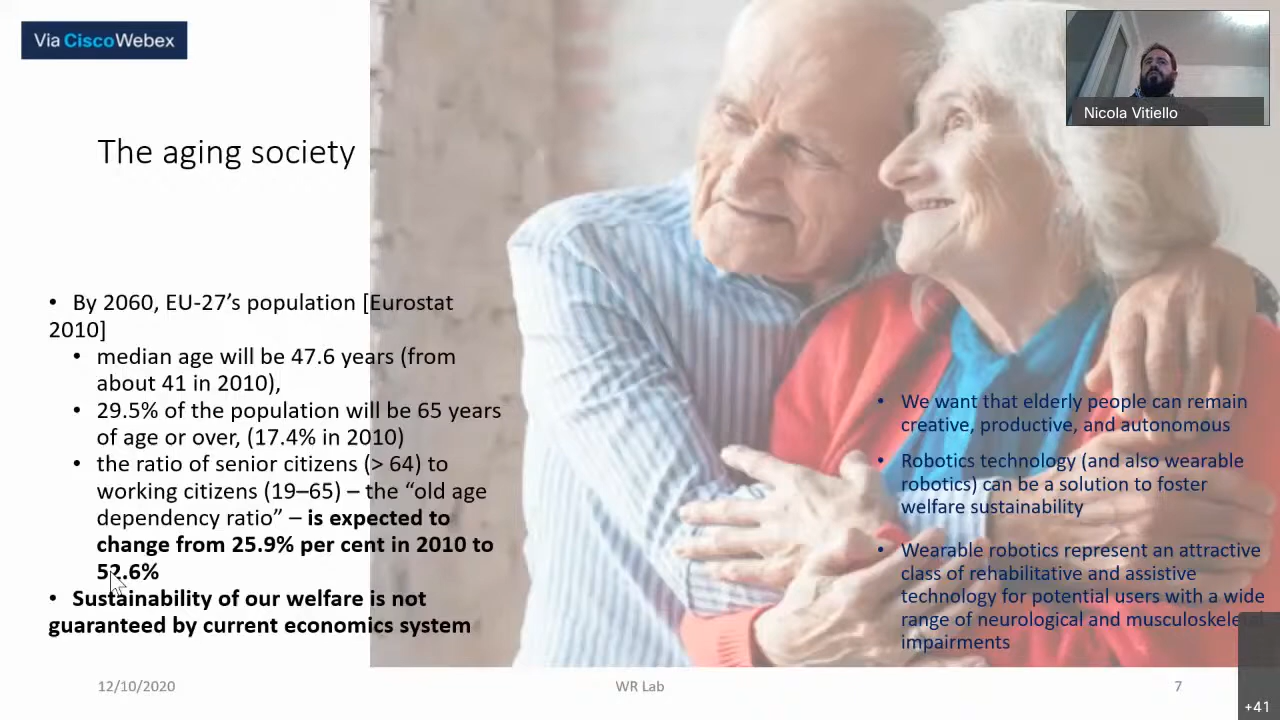 Via CiscoWebex
Nicola Vitiello
The aging society
• By 2060, EU-27’s population [Eurostat
2010]
• median age will be 47.6 years (from
about 41 in 2010),
• 29.5% of the population will be 65 years
of age or over, (17.4% in 2010)
• the ratio of senior citizens (> 64) to
working citizens (19–65) – the “old age
dependency ratio” – is expected to
change from 25.9% per cent in 2010 to
52.6%
• Sustainability of our welfare is not
guaranteed by current economics system
• We want that elderly people can remain
creative, productive, and autonomous
• Robotics technology (and also wearable
robotics) can be a solution to foster
welfare sustainability
• Wearable robotics represent an attractive
class of rehabilitative and assistive
technology for potential users with a wide
range of neurological and musculoskeletal
impairments
12/10/2020
WR Lab
7
+41